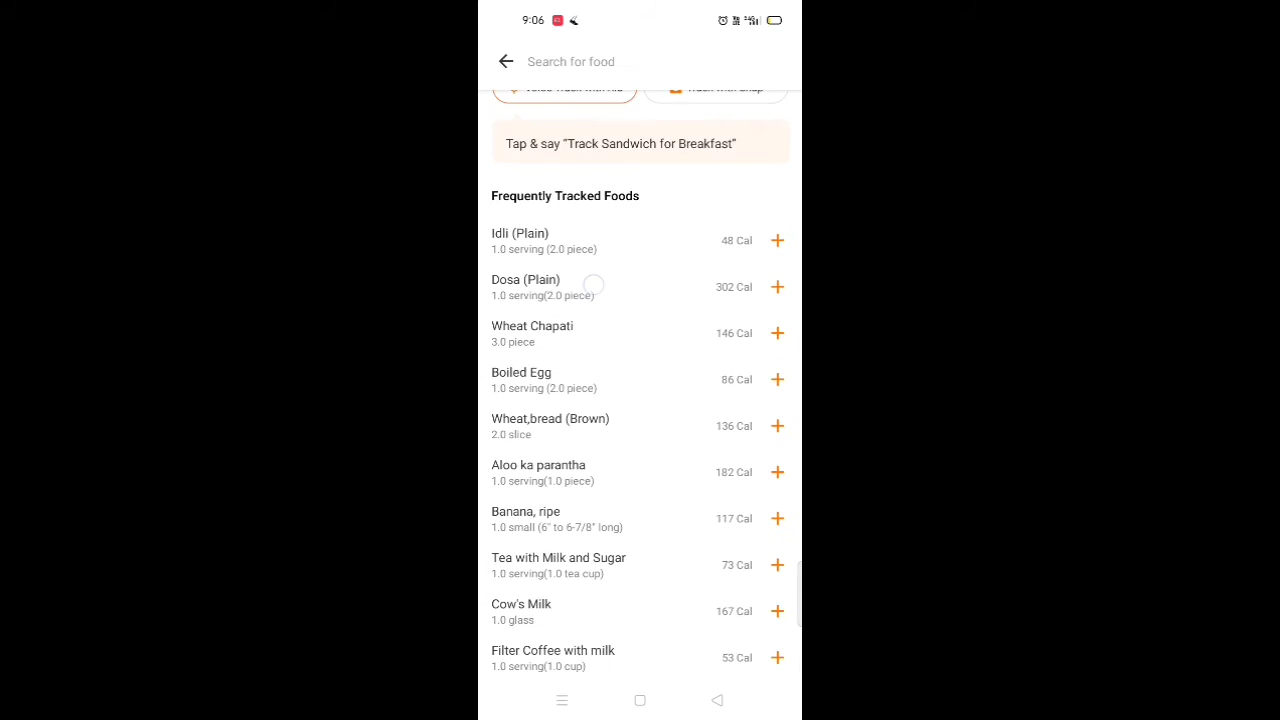 9:06
Search for food
Tap & say “Track Sandwich for Breakfast”
Frequently Tracked Foods
Idli (Plain)
48 Cal
1.0 serving (2.0 piece)
Dosa (Plain)
302 Cal
1.0 serving(2.0 piece)
Wheat Chapati
146 Cal
3.0 piece
Boiled Egg
86 Cal
1.0 serving (2.0 piece)
Wheat,bread (Brown)
136 Cal
2.0 slice
Aloo ka parantha
182 Cal
1.0 serving(1.0 piece)
Banana, ripe
117 Cal
1.0 small (6" to 6-7/8" long)
Tea with Milk and Sugar
73 Cal
1.0 serving(1.0 tea cup)
Cow's Milk
167 Cal
1.0 glass
Filter Coffee with milk
53 Cal
1.0 serving(1.0 cup)